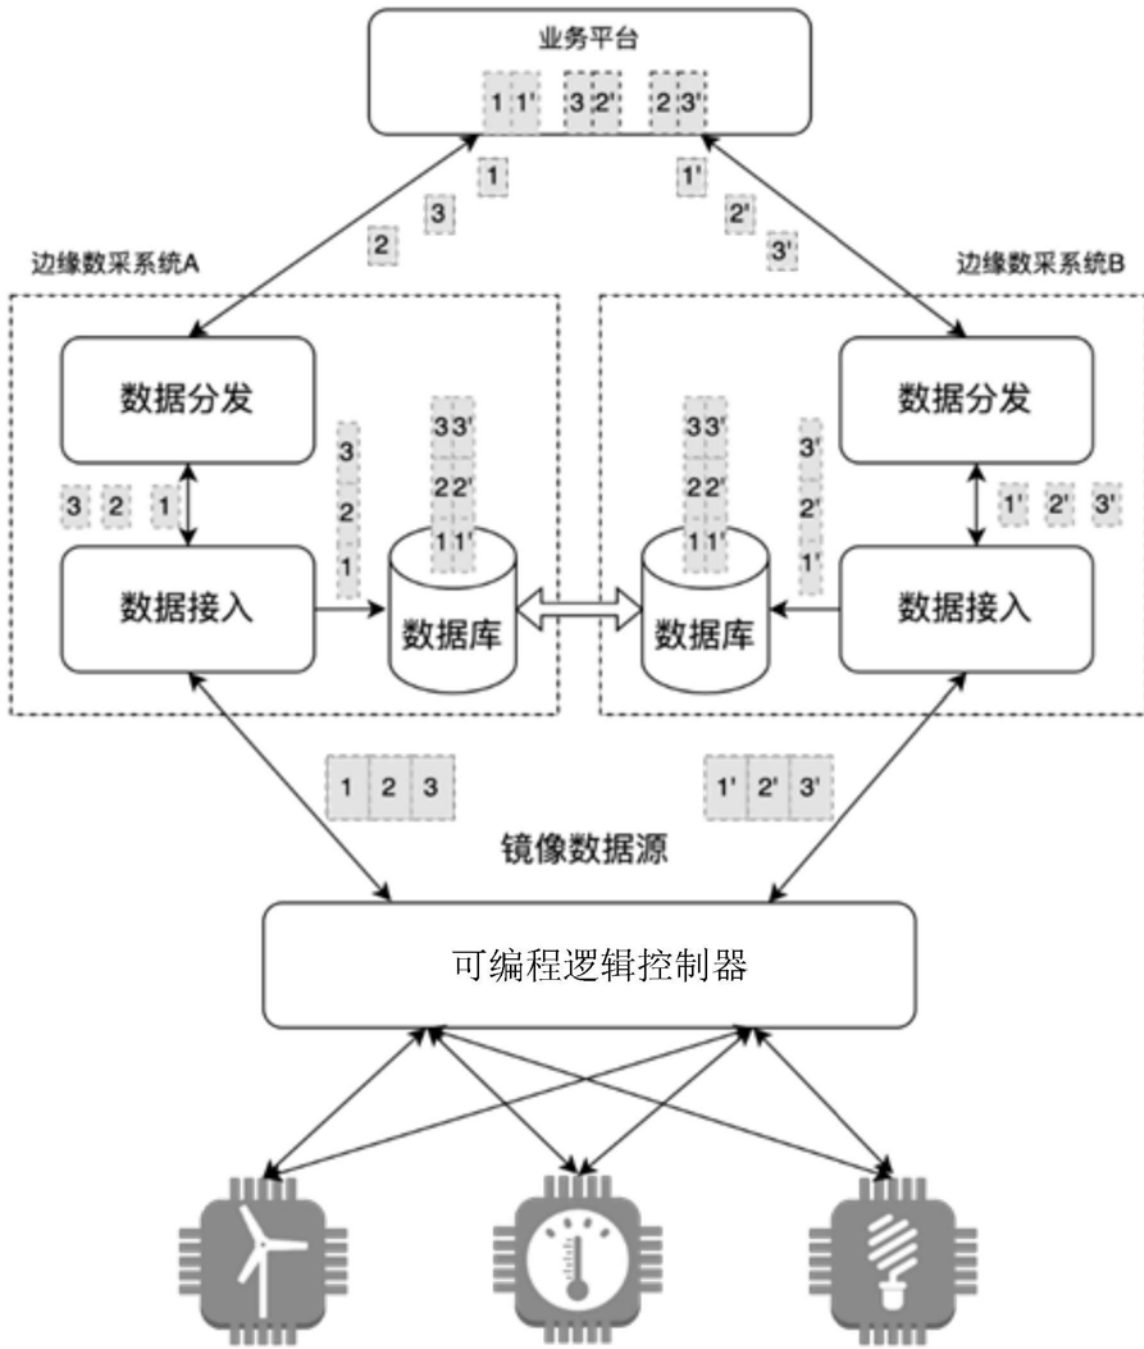 业务平台
1 1' 3 2' 2 3'
1 1'
3 2'
2 3'
边缘数采系统A 边缘数采系统B
数据分发 数据分发
3 3 3' 3 3' 3'
2 2 2' 2 2' 2'
3 2 1 1' 2' 3'
1 1 1' 1 1' 1'
数据接入 数据库 数据库 数据接入
1 2 3 1' 2' 3'
镜像数据源
可编程逻辑控制器